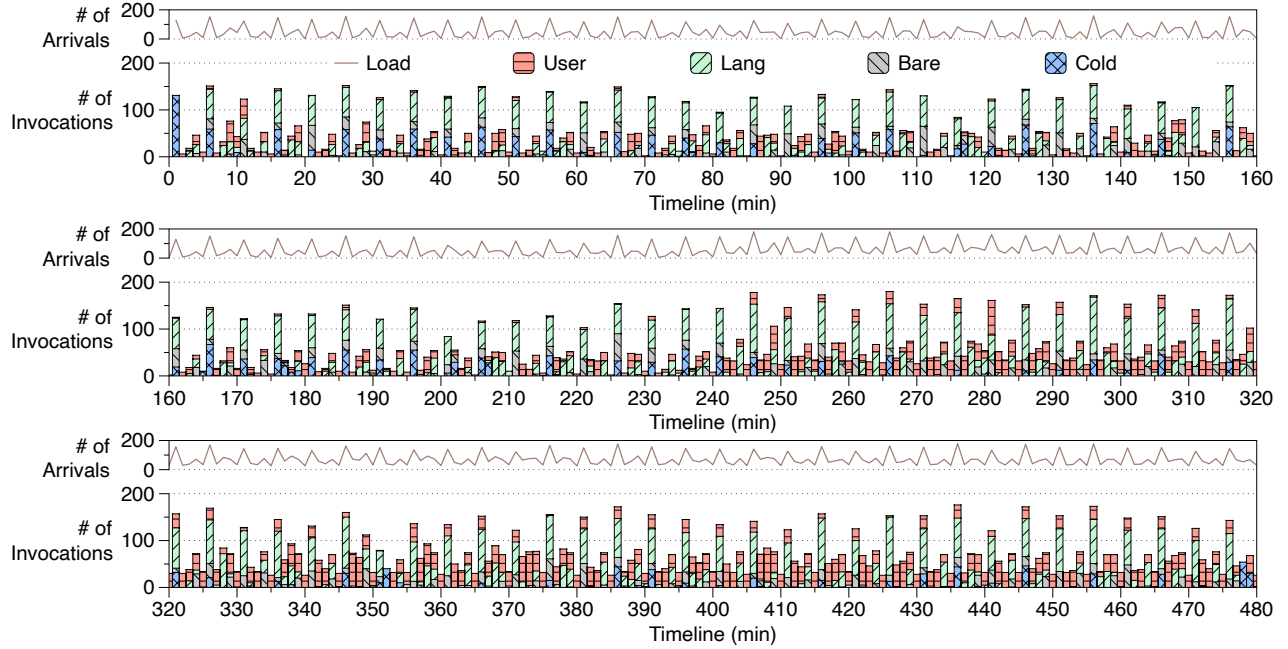 # of Arrivals
200
0
Load User Lang Bare Cold
# of Invocations
200
100
0
0 10 20 30 40 50 60 70 80 90 100 110 120 130 140 150 160
Timeline (min)
# of Arrivals
200
0
# of Invocations
200
100
0
160 170 180 190 200 210 220 230 240 250 260 270 280 290 300 310 320
Timeline (min)
# of Arrivals
200
0
# of Invocations
200
100
0
320 330 340 350 360 370 380 390 400 410 420 430 440 450 460 470 480
Timeline (min)